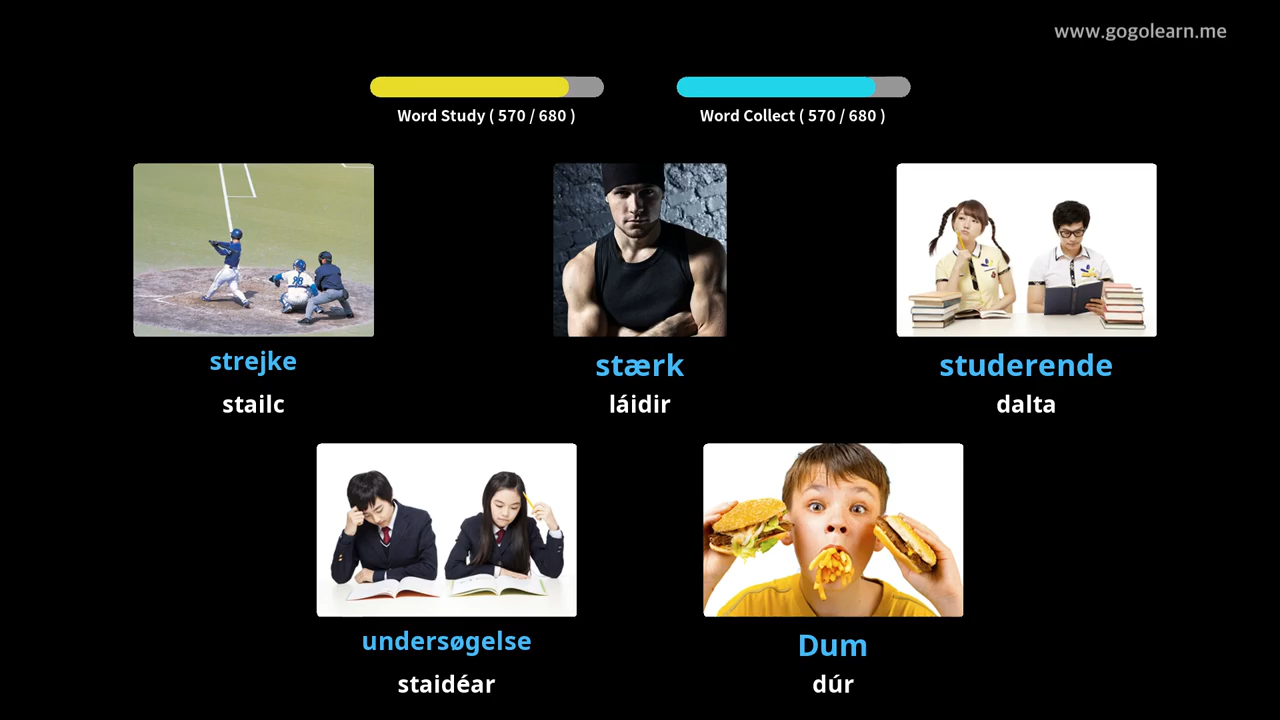 www.gogolearn.me
Word Study ( 570 / 680 )
Word Collect ( 570 / 680 )
strejke
stærk
studerende
stailc
láidir
dalta
undersøgelse
Dum
staidéar
dúr